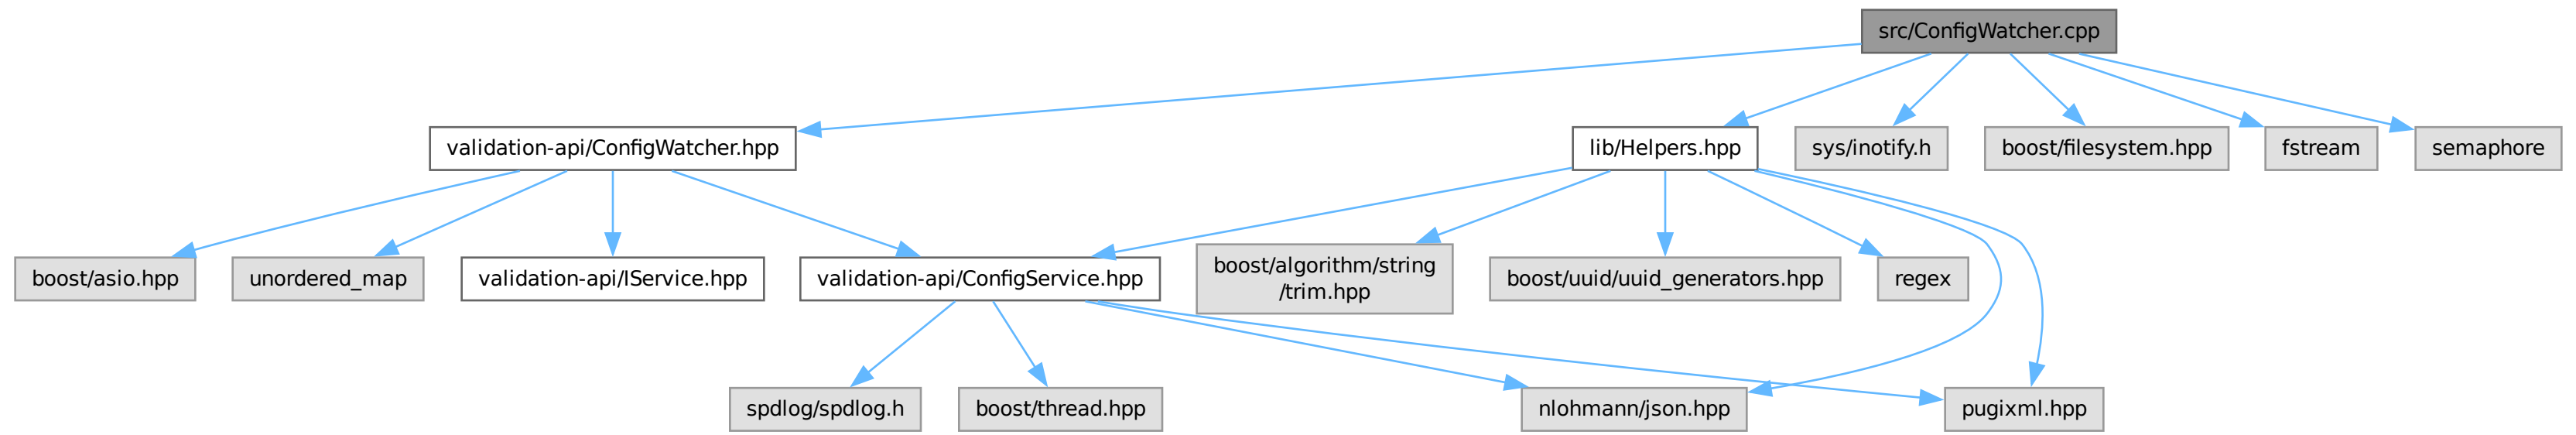 src/ConfigWatcher.cpp
validation-api/ConfigWatcher.hpp
lib/Helpers.hpp
sys/inotify.h
boost/filesystem.hpp
fstream
semaphore
boost/asio.hpp
unordered_map
validation-api/IService.hpp
validation-api/ConfigService.hpp
boost/algorithm/string
/trim.hpp
boost/uuid/uuid_generators.hpp
regex
spdlog/spdlog.h
boost/thread.hpp
nlohmann/json.hpp
pugixml.hpp